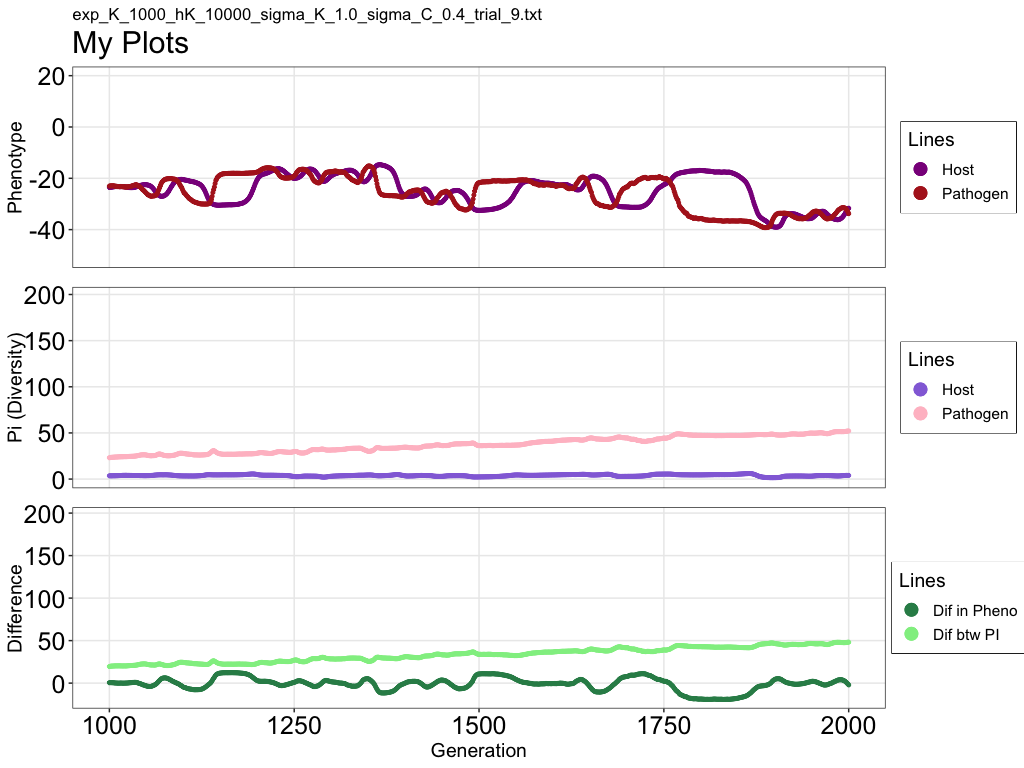 exp_K_1000_hK_10000_sigma_K_1.0_sigma_C_0.4_trial_9.txt
My Plots
Phenotype
20
0
-20
-40
Lines
Host
Pathogen
Pi (Diversity)
200
150
100
50
0
Lines
Host
Pathogen
Difference
200
150
100
50
0
Lines
Dif in Pheno
Dif btw PI
1000 1250 1500 1750 2000
Generation